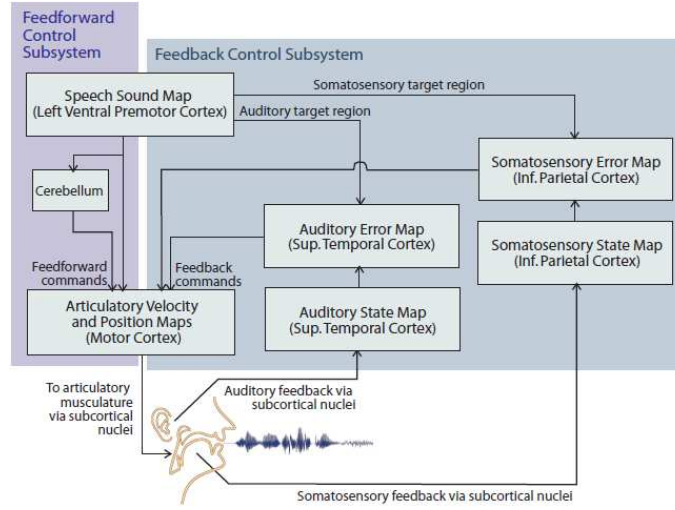 Feedforward
Control
Subsystem
Feedback Control Subsystem
Speech Sound Map
(Left Ventral Premotor Cortex)
Somatosensory target region
Auditory target region
Somatosensory Error Map
(Inf. Parietal Cortex)
Cerebellum
Auditory Error Map
(Sup. Temporal Cortex)
Somatosensory State Map
(Inf. Parietal Cortex)
Feedforward
commands
Feedback
commands
Articulatory Velocity
and Position Maps
(Motor Cortex)
Auditory State Map
(Sup. Temporal Cortex)
To articulatory
musculature
via subcortical
nuclei
Auditory feedback via
subcortical nuclei
Somatosensory feedback via subcortical nuclei